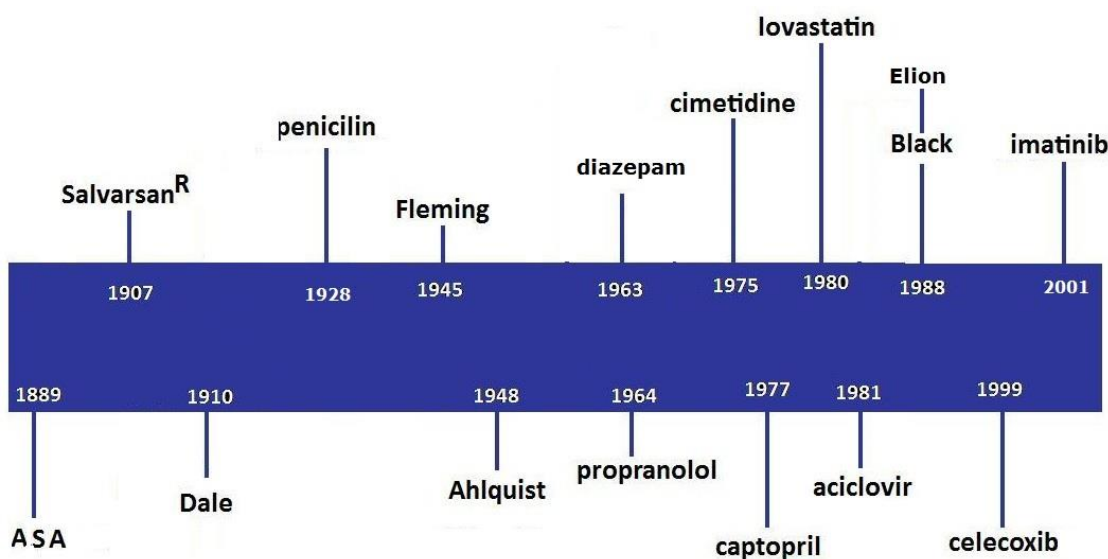 lovastatin
Elion
cimetidine
penicilin
Black
imatinib
diazepam
Salvarsan^R
Fleming
1907
1928
1945
1963
1975
1980
1988
2001
1889
1910
1948
1964
1977
1981
1999
propranolol
Ahlquist
aciclovir
Dale
ASA
captopril
celecoxib